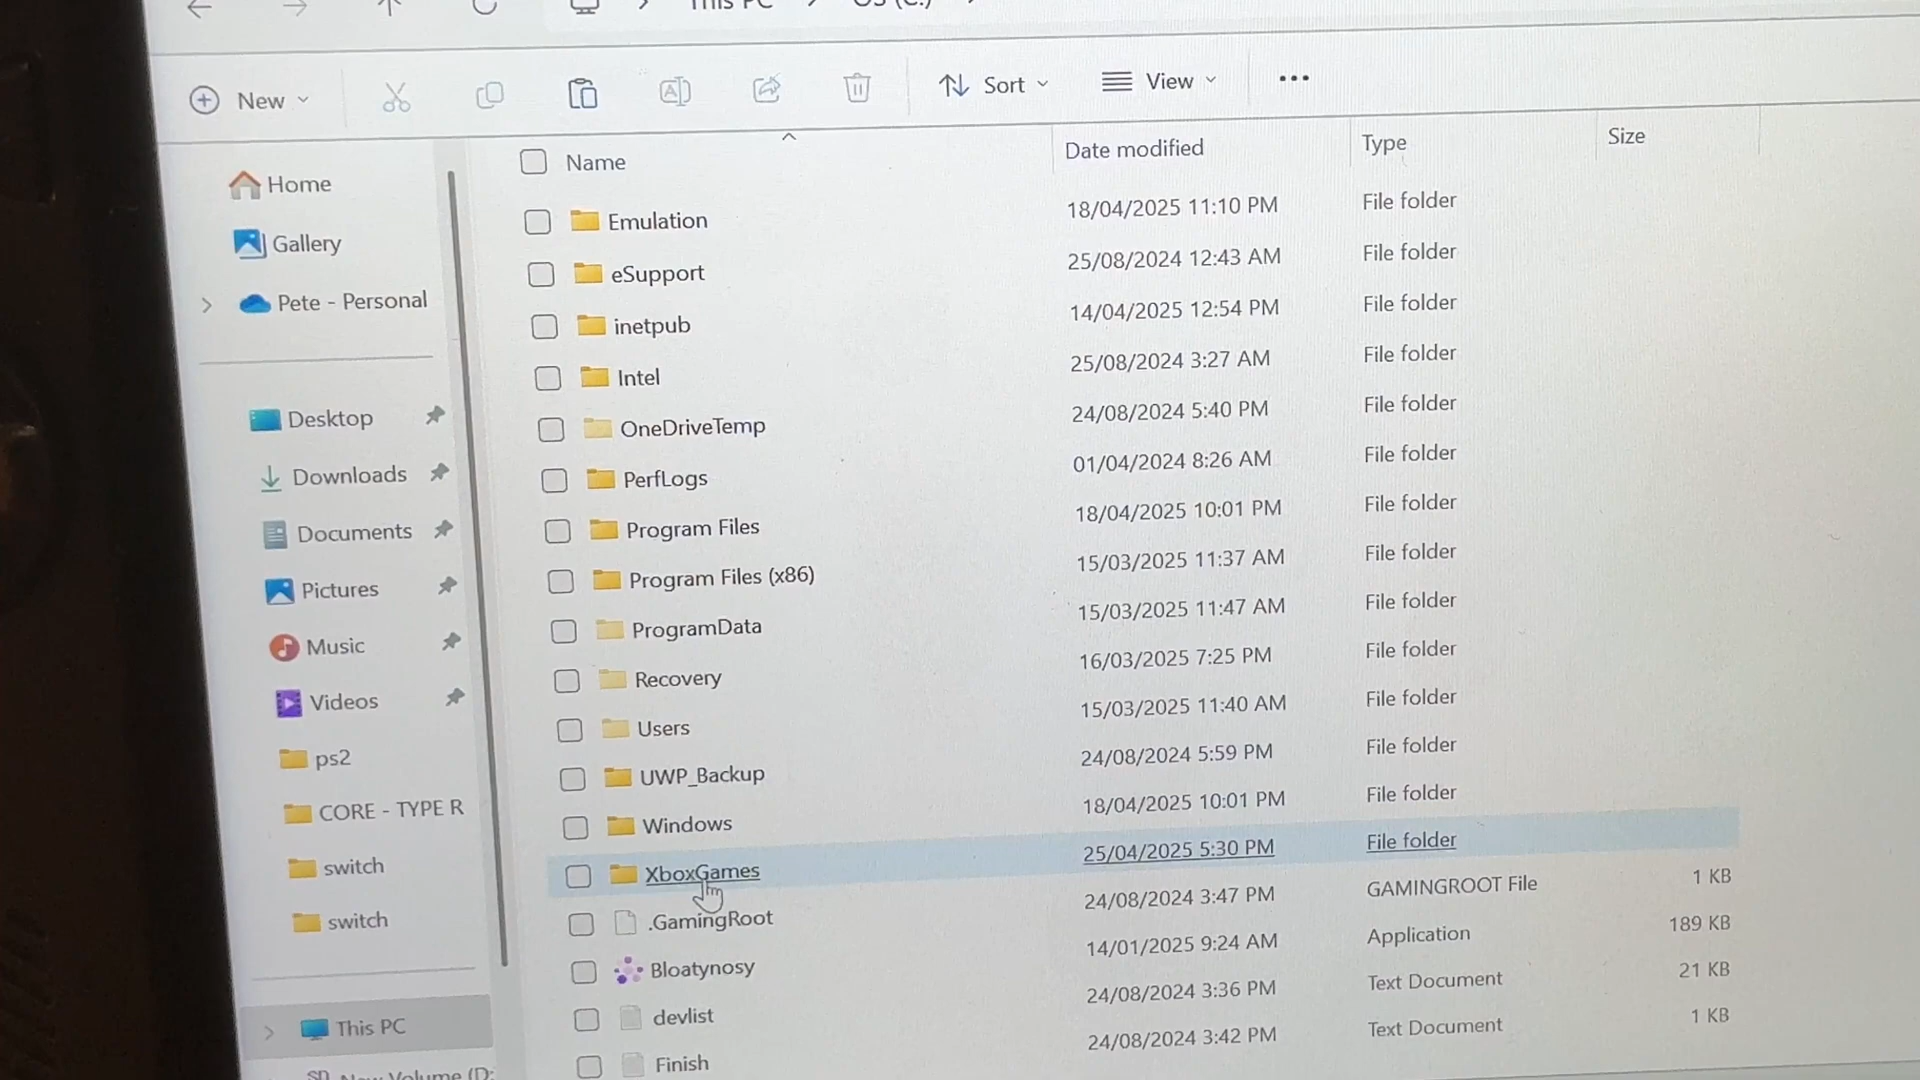 This PC > OS (C:) >
New
Sort
View
Name
Date modified
Type
Size
Home
Gallery
Pete - Personal
Desktop
Downloads
Documents
Pictures
Music
Videos
ps2
CORE - TYPE R
switch
switch
This PC
New Volume (D:
Emulation 18/04/2025 11:10 PM File folder
eSupport 25/08/2024 12:43 AM File folder
inetpub 14/04/2025 12:54 PM File folder
Intel 25/08/2024 3:27 AM File folder
OneDriveTemp 24/08/2024 5:40 PM File folder
PerfLogs 01/04/2024 8:26 AM File folder
Program Files 18/04/2025 10:01 PM File folder
Program Files (x86) 15/03/2025 11:37 AM File folder
ProgramData 15/03/2025 11:47 AM File folder
Recovery 16/03/2025 7:25 PM File folder
Users 15/03/2025 11:40 AM File folder
UWP_Backup 24/08/2024 5:59 PM File folder
Windows 18/04/2025 10:01 PM File folder
XboxGames 25/04/2025 5:30 PM File folder
.GamingRoot 24/08/2024 3:47 PM GAMINGROOT File 1 KB
Bloatynosy 14/01/2025 9:24 AM Application 189 KB
devlist 24/08/2024 3:36 PM Text Document 21 KB
Finish 24/08/2024 3:42 PM Text Document 1 KB